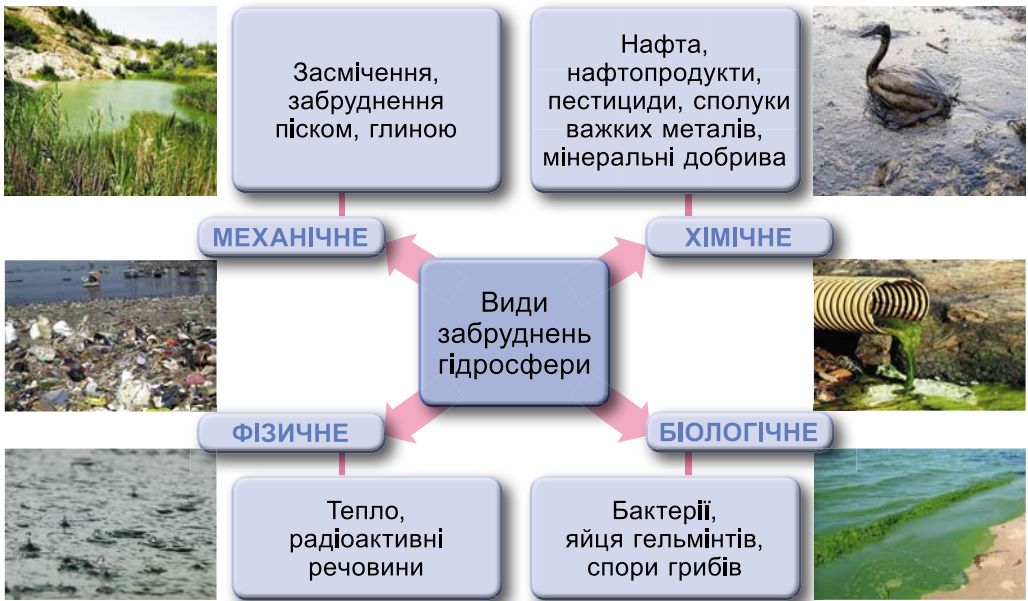 Засмічення,
забруднення
піском, глиною
Нафта,
нафтопродукти,
пестициди, сполуки
важких металів,
мінеральні добрива
МЕХАНІЧНЕ
ХІМІЧНЕ
Види
забруднень
гідросфери
ФІЗИЧНЕ
БІОЛОГІЧНЕ
Тепло,
радіоактивні
речовини
Бактерії,
яйця гельмінтів,
спори грибів